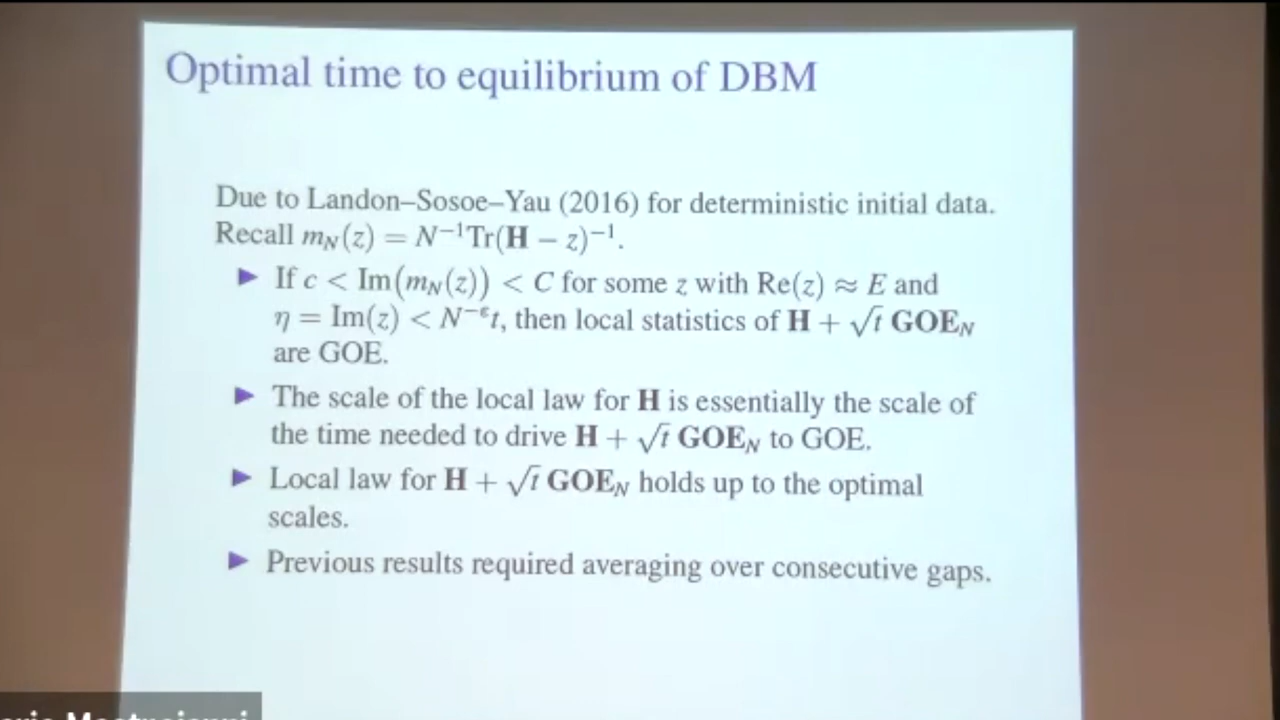 Optimal time to equilibrium of DBM
Due to Landon–Sosoe–Yau (2016) for deterministic initial data.
Recall m_N(z) = N^{−1}Tr(H − z)^{−1}.
▶ If c < Im(m_N(z)) < C for some z with Re(z) ≈ E and
η = Im(z) < N^{−ε}t, then local statistics of H + √t GOE_N
are GOE.
▶ The scale of the local law for H is essentially the scale of
the time needed to drive H + √t GOE_N to GOE.
▶ Local law for H + √t GOE_N holds up to the optimal
scales.
▶ Previous results required averaging over consecutive gaps.